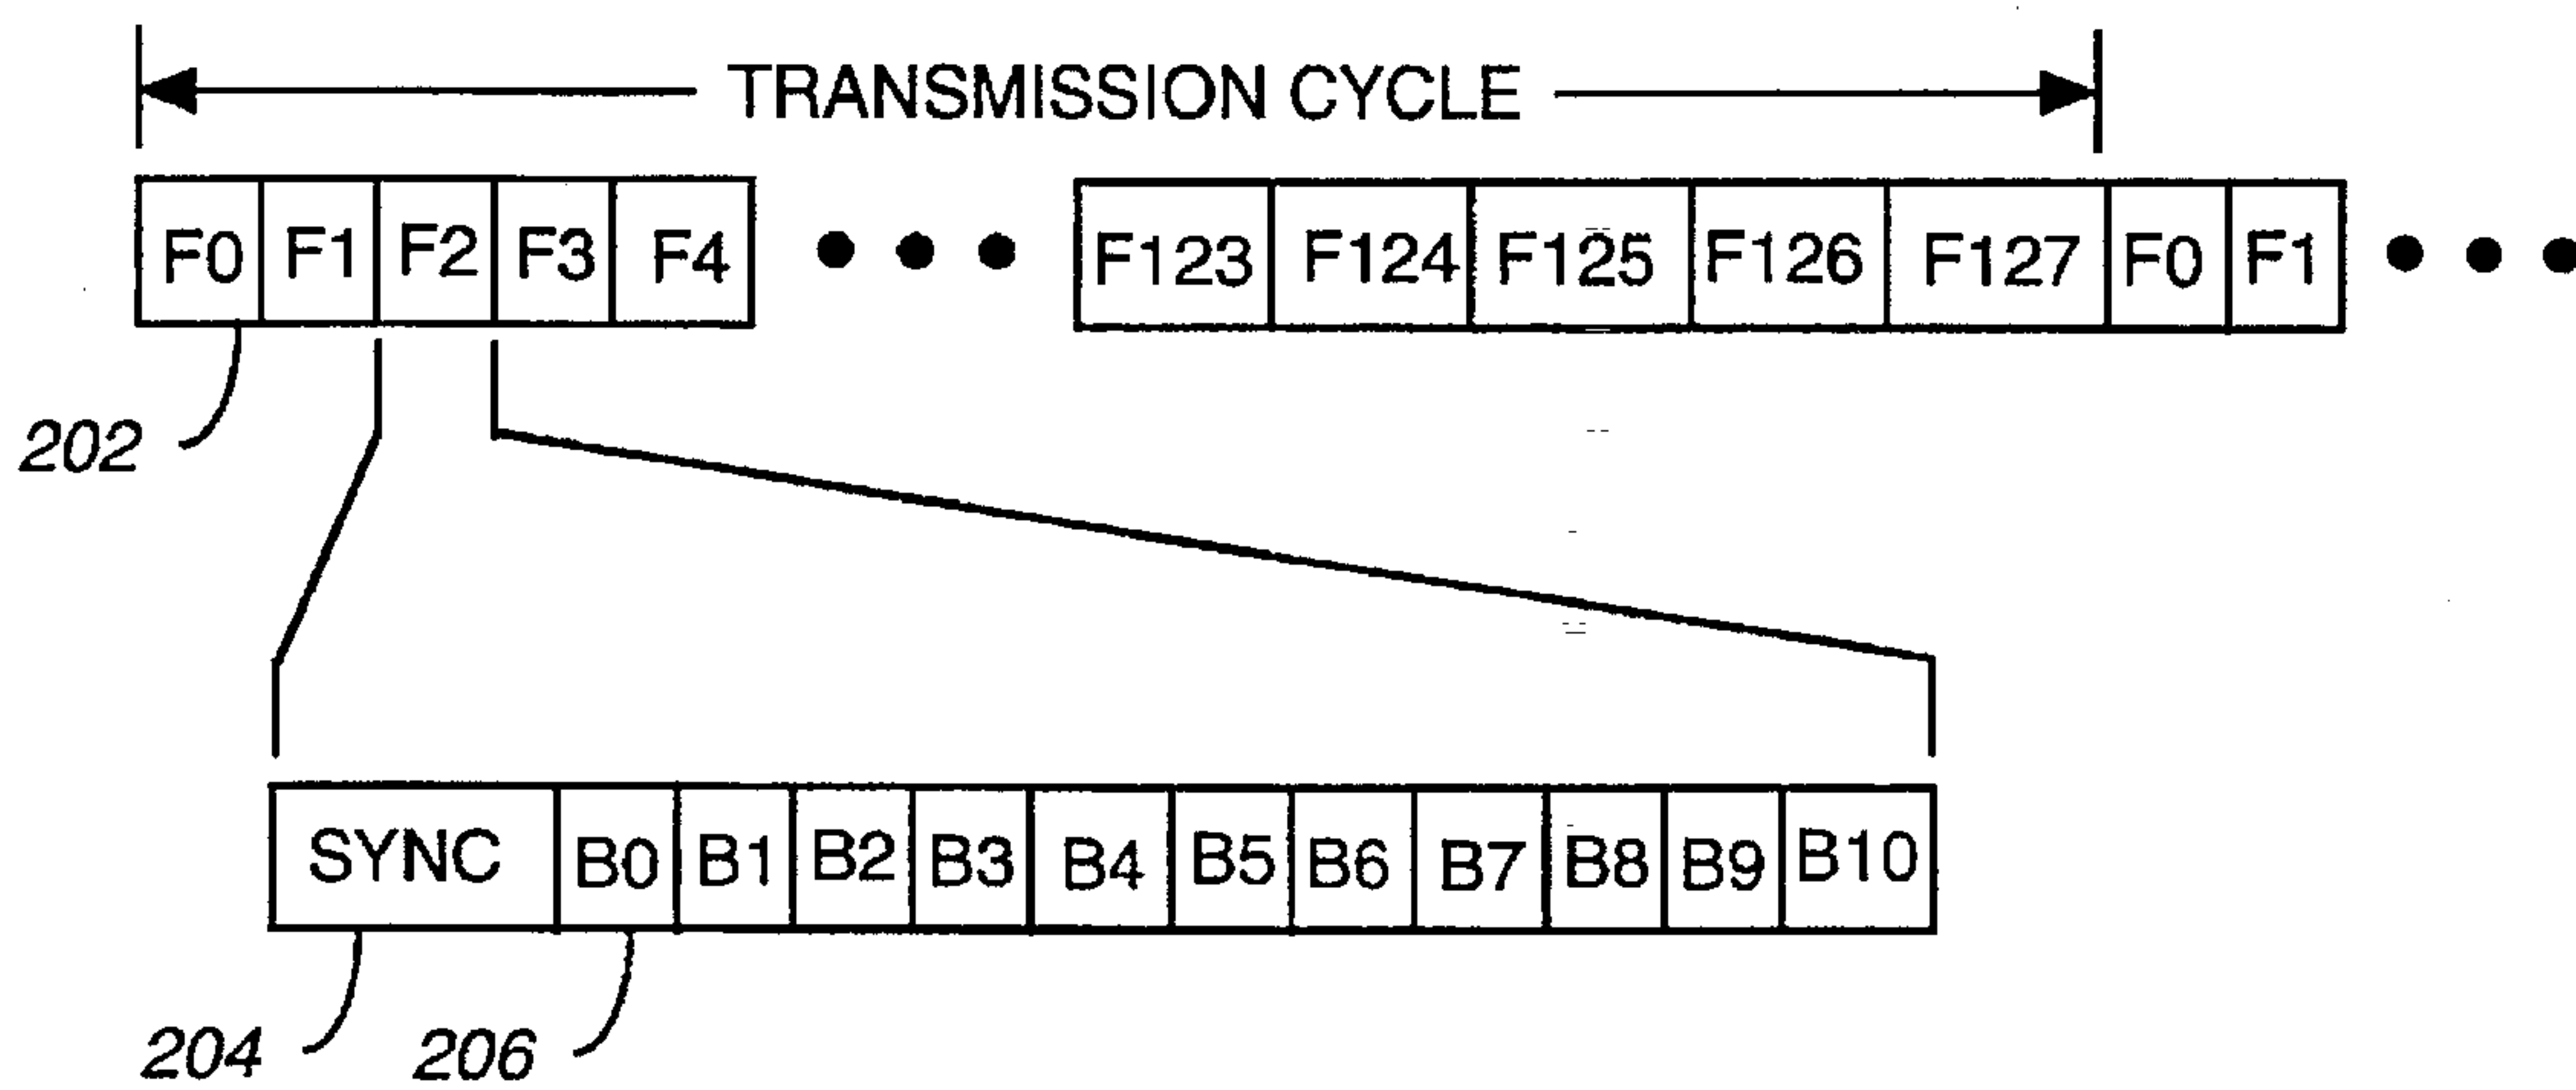 TRANSMISSION CYCLE
F0 F1 F2 F3 F4 ● ● ● F123 F124 F125 F126 F127 F0 F1 ● ● ●
202
SYNC B0 B1 B2 B3 B4 B5 B6 B7 B8 B9 B10
204 206